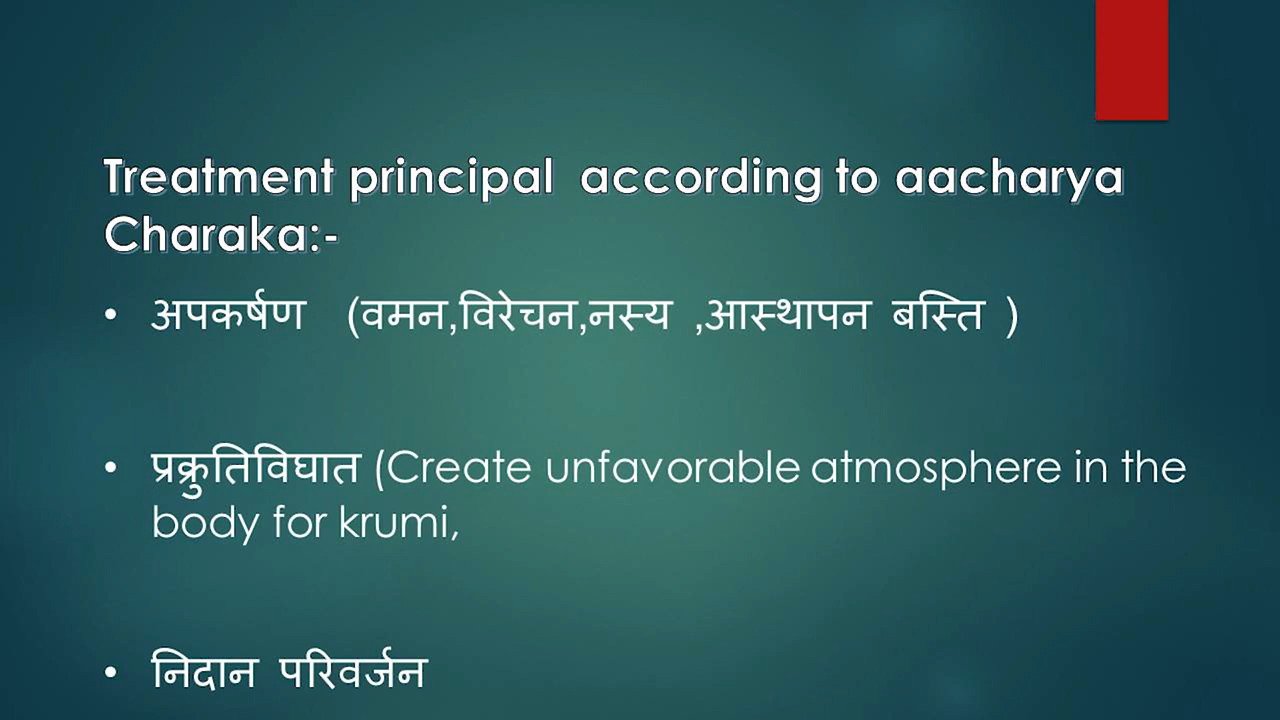 Treatment principal according to aacharya
Charaka:-
• अपकर्षण (वमन,विरेचन,नस्य ,आस्थापन बस्ति )
• प्रक्रुतिविघात (Create unfavorable atmosphere in the
body for krumi,
• निदान परिवर्जन